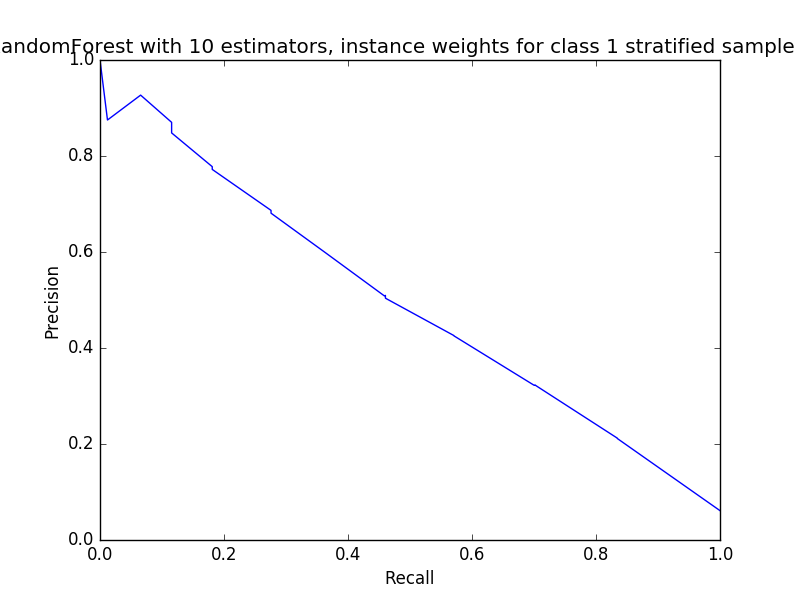 andomForest with 10 estimators, instance weights for class 1 stratified sample
1.0
0.8
0.6
0.4
0.2
0.0
Precision
0.0 0.2 0.4 0.6 0.8 1.0
Recall